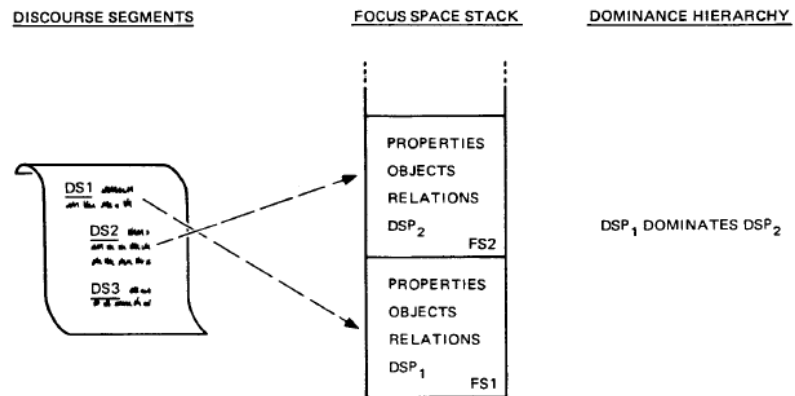 DISCOURSE SEGMENTS
FOCUS SPACE STACK
DOMINANCE HIERARCHY
DS1
DS2
DS3
PROPERTIES
OBJECTS
RELATIONS
DSP2
FS2
PROPERTIES
OBJECTS
RELATIONS
DSP1
FS1
DSP1 DOMINATES DSP2